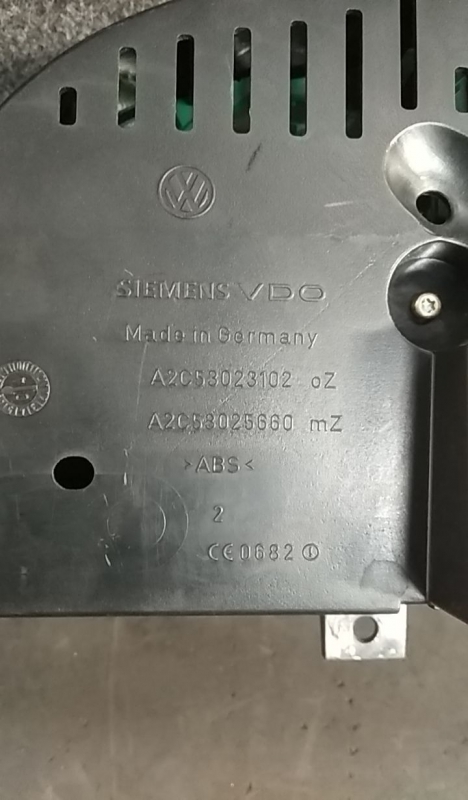 SIEMENS VDO
Made in Germany
A2C53023102 oZ
A2C53025660 mZ
>ABS<
2
CE0682